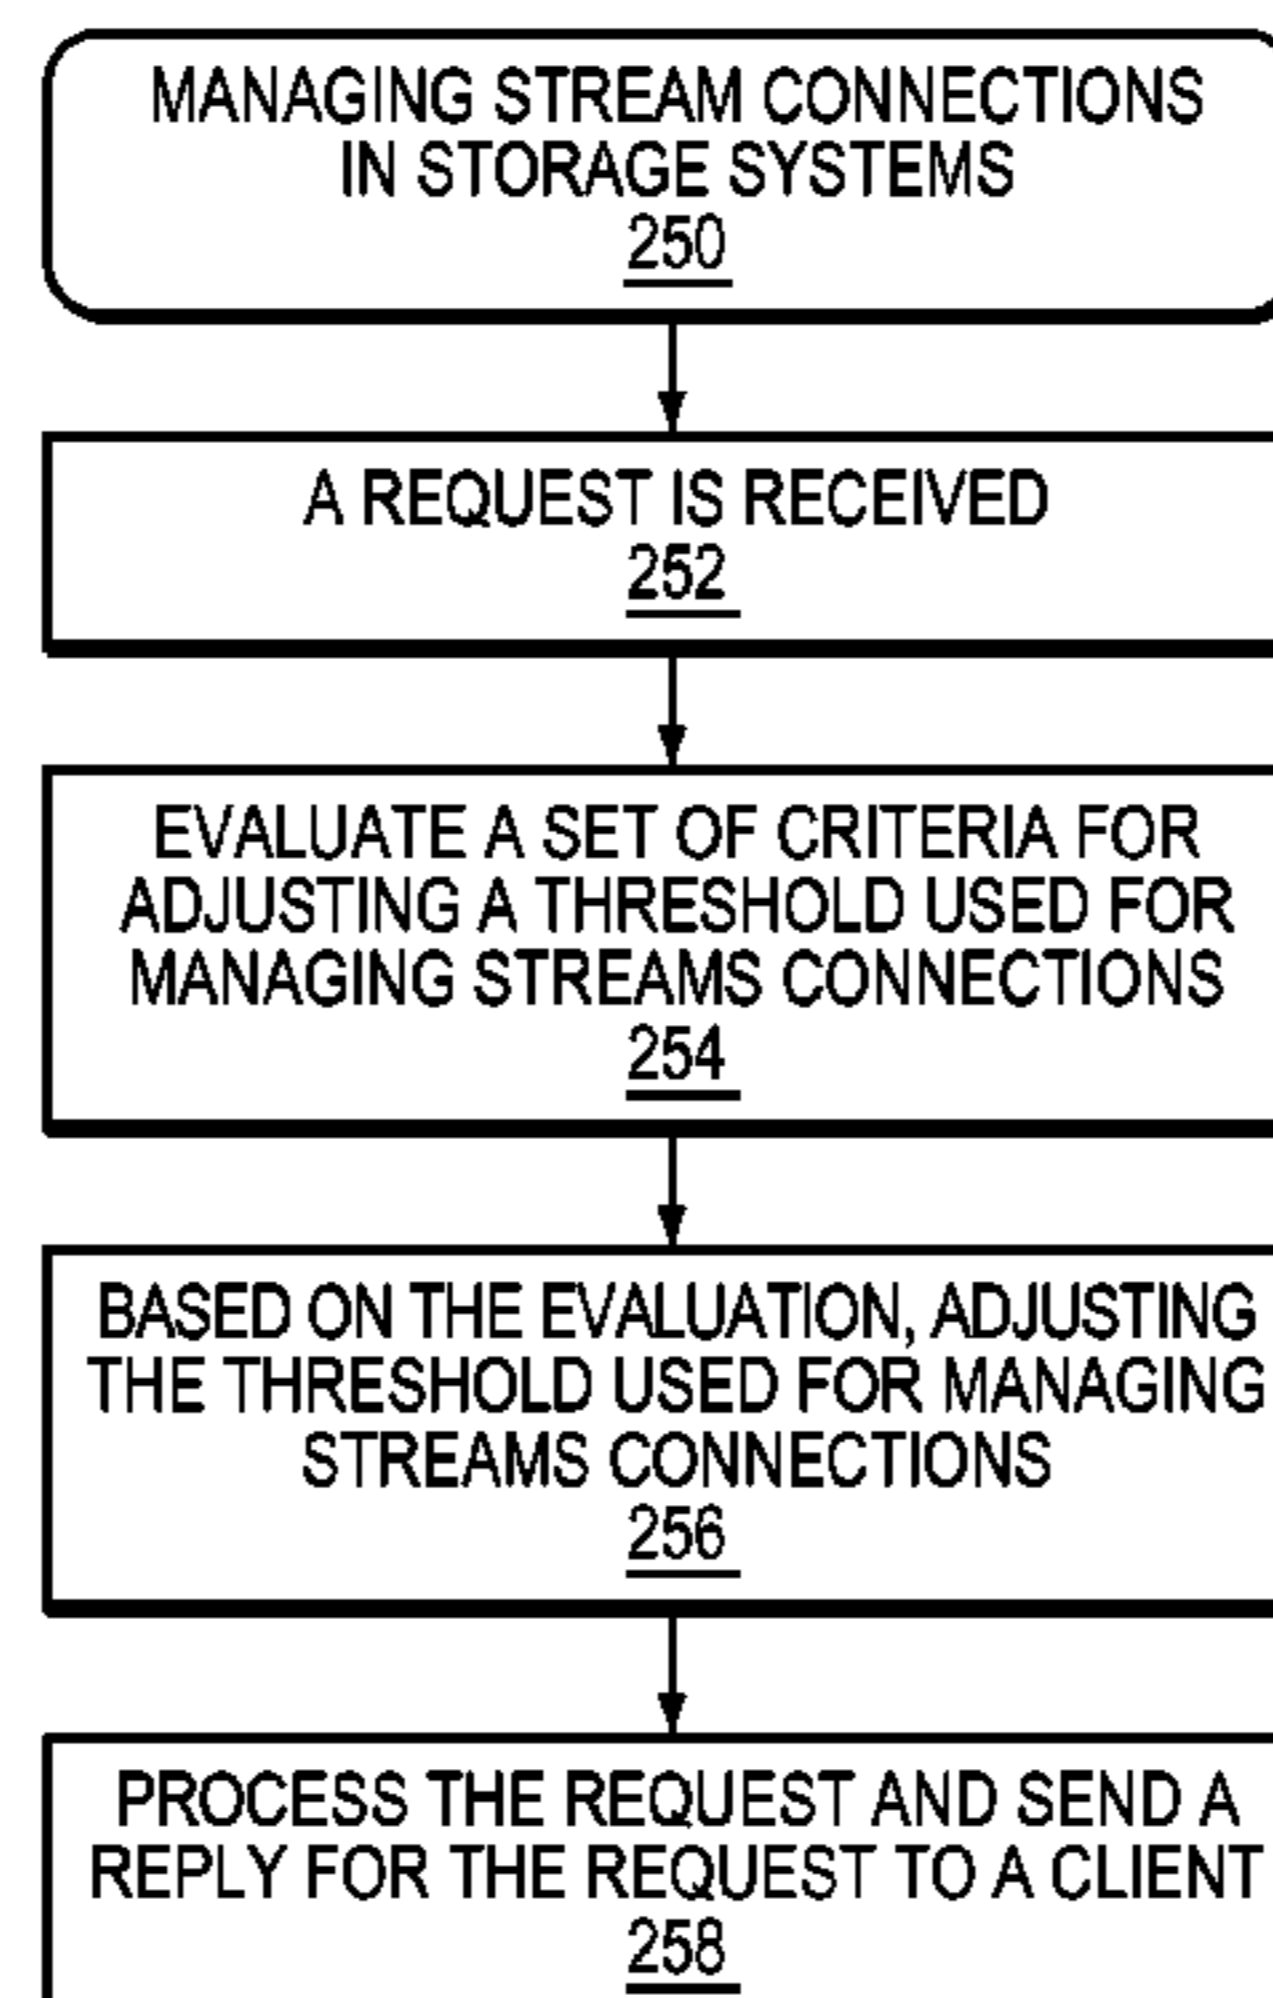 MANAGING STREAM CONNECTIONS
IN STORAGE SYSTEMS
250
A REQUEST IS RECEIVED
252
EVALUATE A SET OF CRITERIA FOR
ADJUSTING A THRESHOLD USED FOR
MANAGING STREAMS CONNECTIONS
254
BASED ON THE EVALUATION, ADJUSTING
THE THRESHOLD USED FOR MANAGING
STREAMS CONNECTIONS
256
PROCESS THE REQUEST AND SEND A
REPLY FOR THE REQUEST TO A CLIENT
258